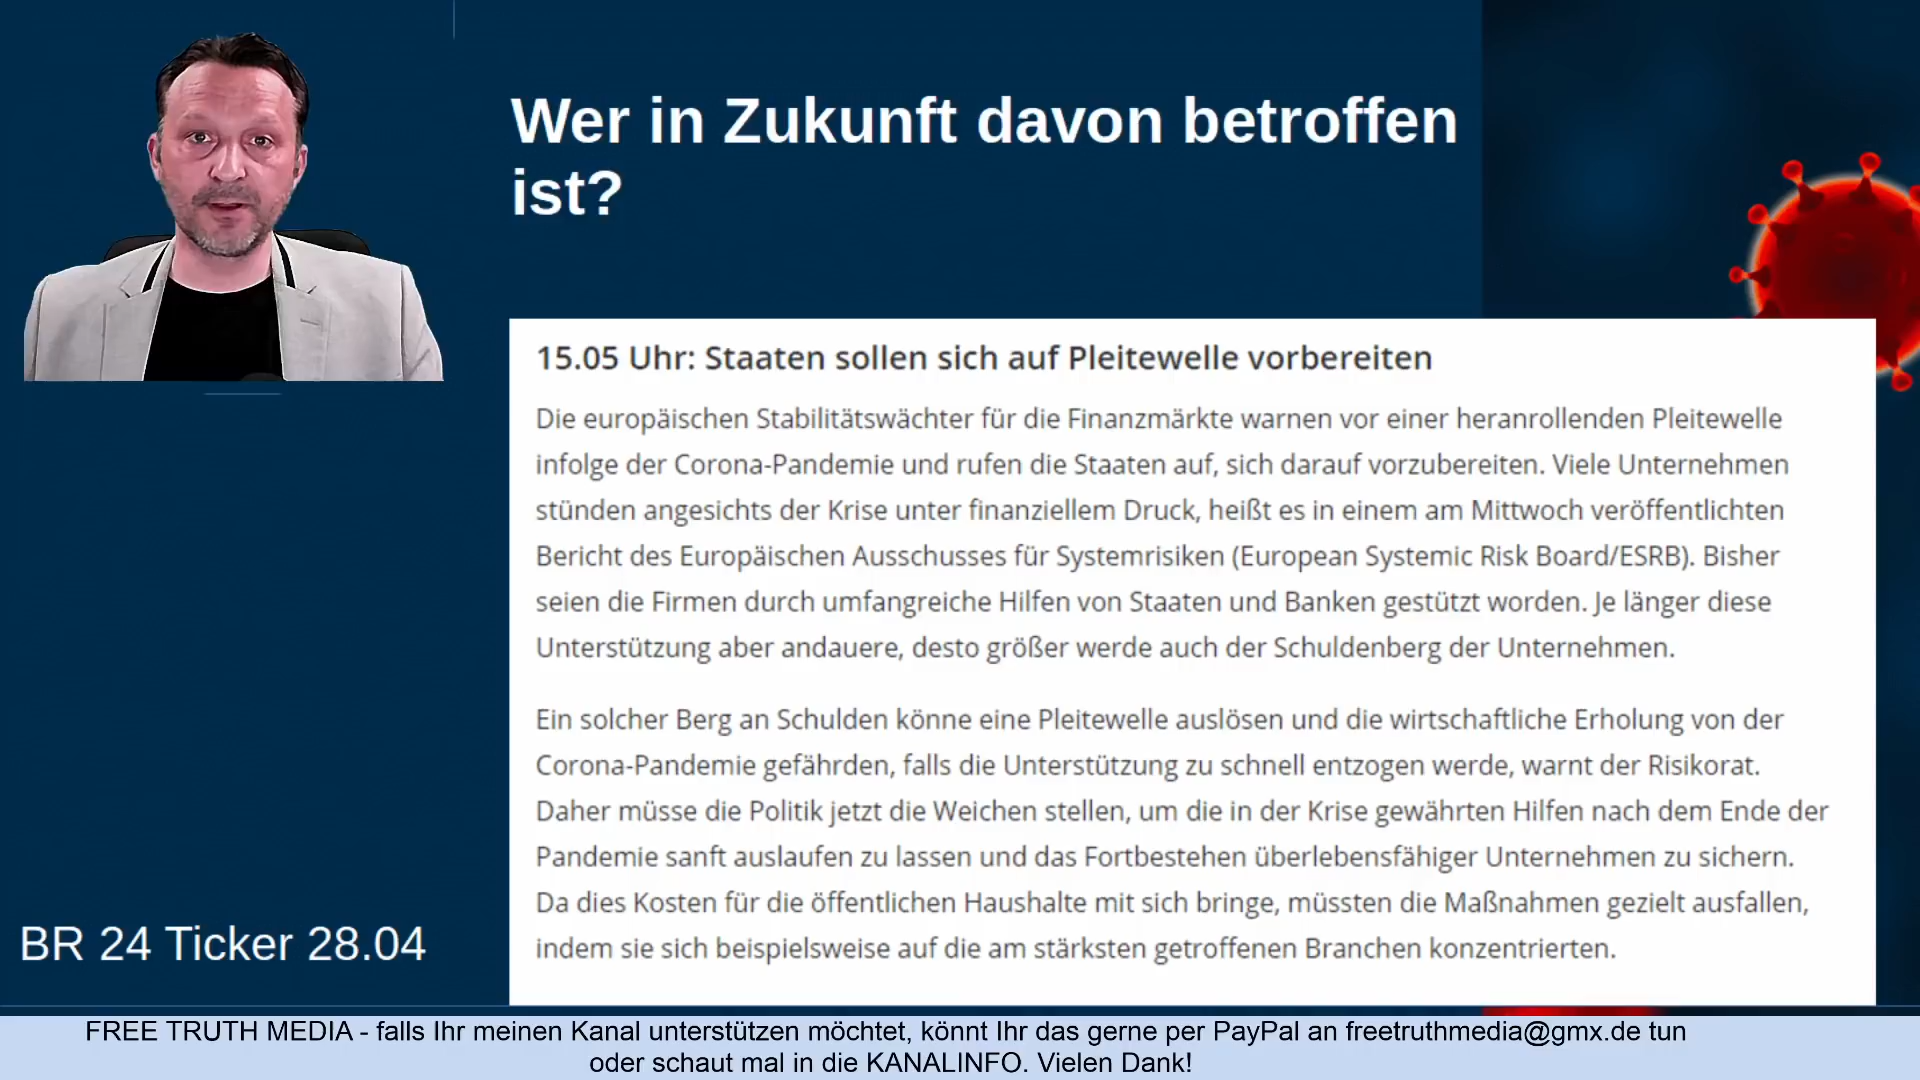 Wer in Zukunft davon betroffen
ist?
15.05 Uhr: Staaten sollen sich auf Pleitewelle vorbereiten
Die europäischen Stabilitätswächter für die Finanzmärkte warnen vor einer heranrollenden Pleitewelle
infolge der Corona-Pandemie und rufen die Staaten auf, sich darauf vorzubereiten. Viele Unternehmen
stünden angesichts der Krise unter finanziellem Druck, heißt es in einem am Mittwoch veröffentlichten
Bericht des Europäischen Ausschusses für Systemrisiken (European Systemic Risk Board/ESRB). Bisher
seien die Firmen durch umfangreiche Hilfen von Staaten und Banken gestützt worden. Je länger diese
Unterstützung aber andauere, desto größer werde auch der Schuldenberg der Unternehmen.
Ein solcher Berg an Schulden könne eine Pleitewelle auslösen und die wirtschaftliche Erholung von der
Corona-Pandemie gefährden, falls die Unterstützung zu schnell entzogen werde, warnt der Risikorat.
Daher müsse die Politik jetzt die Weichen stellen, um die in der Krise gewährten Hilfen nach dem Ende der
Pandemie sanft auslaufen zu lassen und das Fortbestehen überlebensfähiger Unternehmen zu sichern.
Da dies Kosten für die öffentlichen Haushalte mit sich bringe, müssten die Maßnahmen gezielt ausfallen,
indem sie sich beispielsweise auf die am stärksten getroffenen Branchen konzentrierten.
BR 24 Ticker 28.04
FREE TRUTH MEDIA - falls Ihr meinen Kanal unterstützen möchtet, könnt Ihr das gerne per PayPal an freetruthmedia@gmx.de tun
oder schaut mal in die KANALINFO. Vielen Dank!